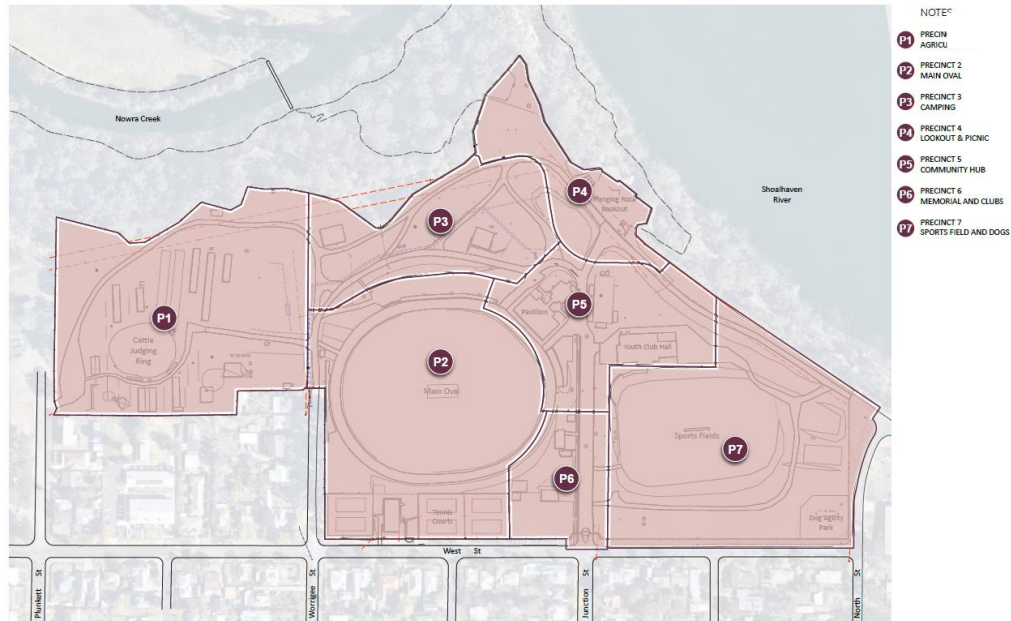 NOTES
P1 PRECIN
AGRICU
P2 PRECINCT 2
MAIN OVAL
P3 PRECINCT 3
CAMPING
P4 PRECINCT 4
LOOKOUT & PICNIC
P5 PRECINCT 5
COMMUNITY HUB
P6 PRECINCT 6
MEMORIAL AND CLUBS
P7 PRECINCT 7
SPORTS FIELD AND DOGS
Nowra Creek
Shoalhaven
River
P4
Hanging Rock
Lookout
P3
P5
Pavilion
P1
Cattle
Judging
Ring
Youth Club Hall
P2
Main Oval
Sports Fields
P7
P6
Tennis
Courts
Dog Agility
Park
West St
Plunkett St
Worrigee St
Junction St
North St